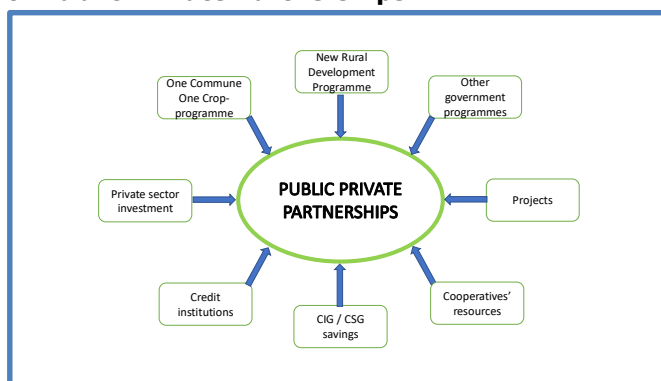 New Rural
Development
Programme
One Commune
One Crop-
programme
Other
government
programmes
Private sector
investment
PUBLIC PRIVATE
PARTNERSHIPS
Projects
Credit
institutions
CIG / CSG
savings
Cooperatives'
resources